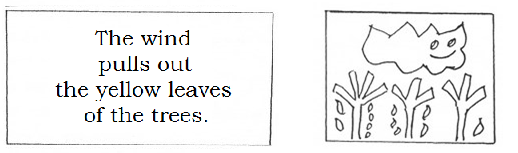 The wind
pulls out
the yellow leaves
of the trees.